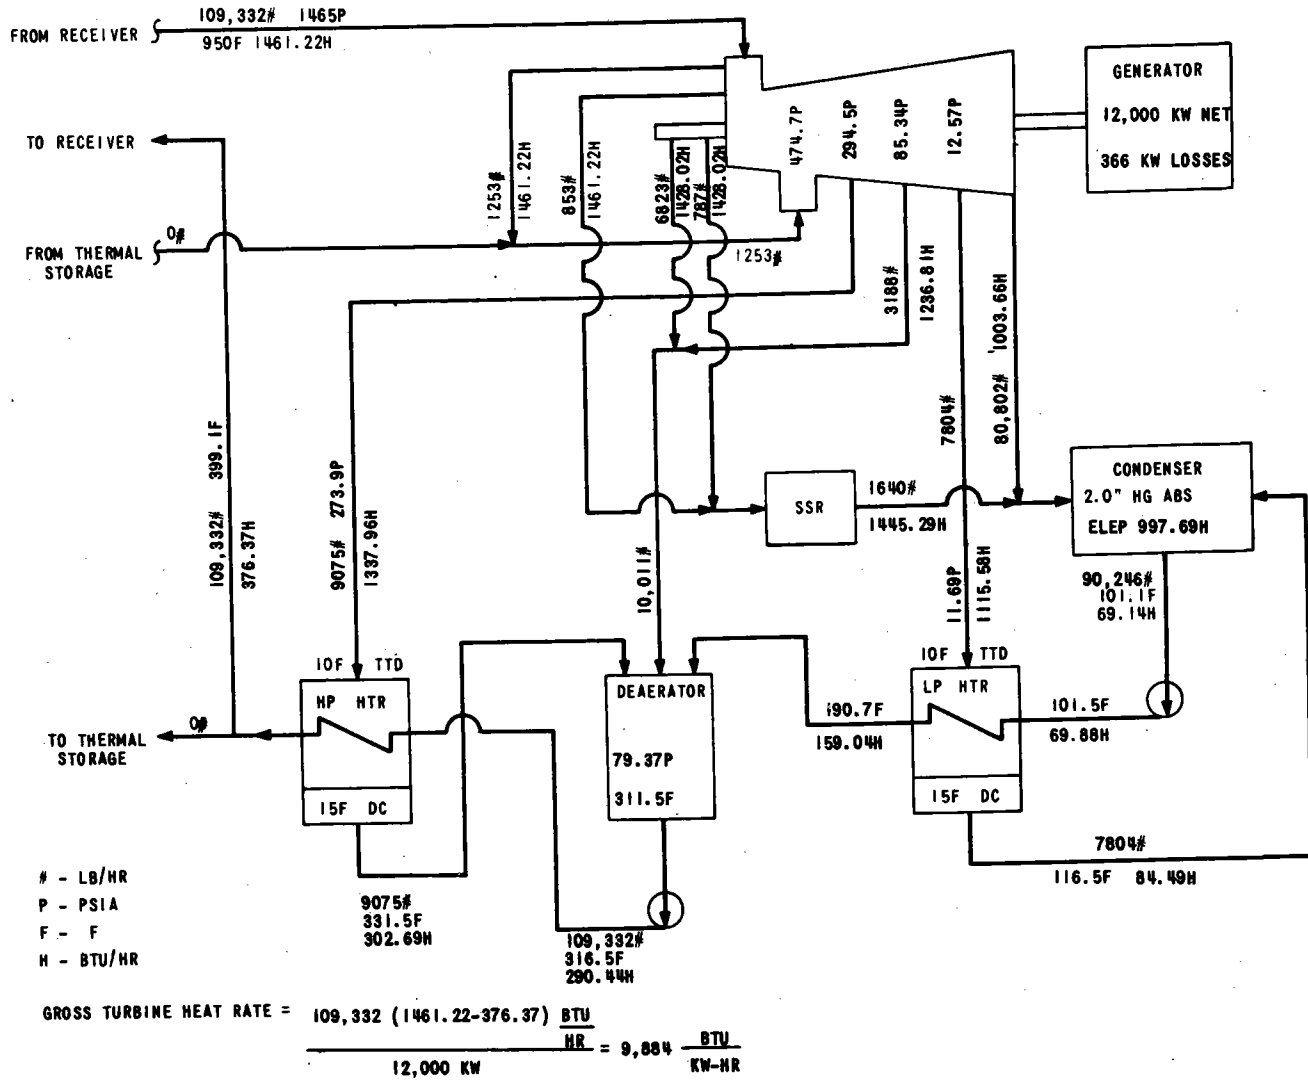 109,332# 1465P
FROM RECEIVER
950F 1461.22H
GENERATOR
12,000 KW NET
366 KW LOSSES
TO RECEIVER
474.7P
294.5P
85.34P
12.57P
1253#
1461.22H
853#
1461.22H
6823#
1428.02H
787#
1428.02H
0#
FROM THERMAL
STORAGE
1253#
3188#
1236.81H
7804#
80,802# 1003.66H
109,332# 399.1F
376.37H
9075# 273.9P
1337.96H
10,011#
SSR
1640#
1445.29H
11.69P
1115.58H
CONDENSER
2.0" HG ABS
ELEP 997.69H
90,246#
101.1F
69.14H
10F TTD
HP HTR
15F DC
DEAERATOR
79.37P
311.5F
10F TTD
LP HTR
15F DC
190.7F
159.04H
101.5F
69.88H
0#
TO THERMAL
STORAGE
7804#
116.5F 84.49H
9075#
331.5F
302.69H
109,332#
316.5F
290.44H
# - LB/HR
P - PSIA
F - F
H - BTU/HR
GROSS TURBINE HEAT RATE = 109,332 (1461.22-376.37) BTU
HR
12,000 KW
= 9,884 BTU
KW-HR